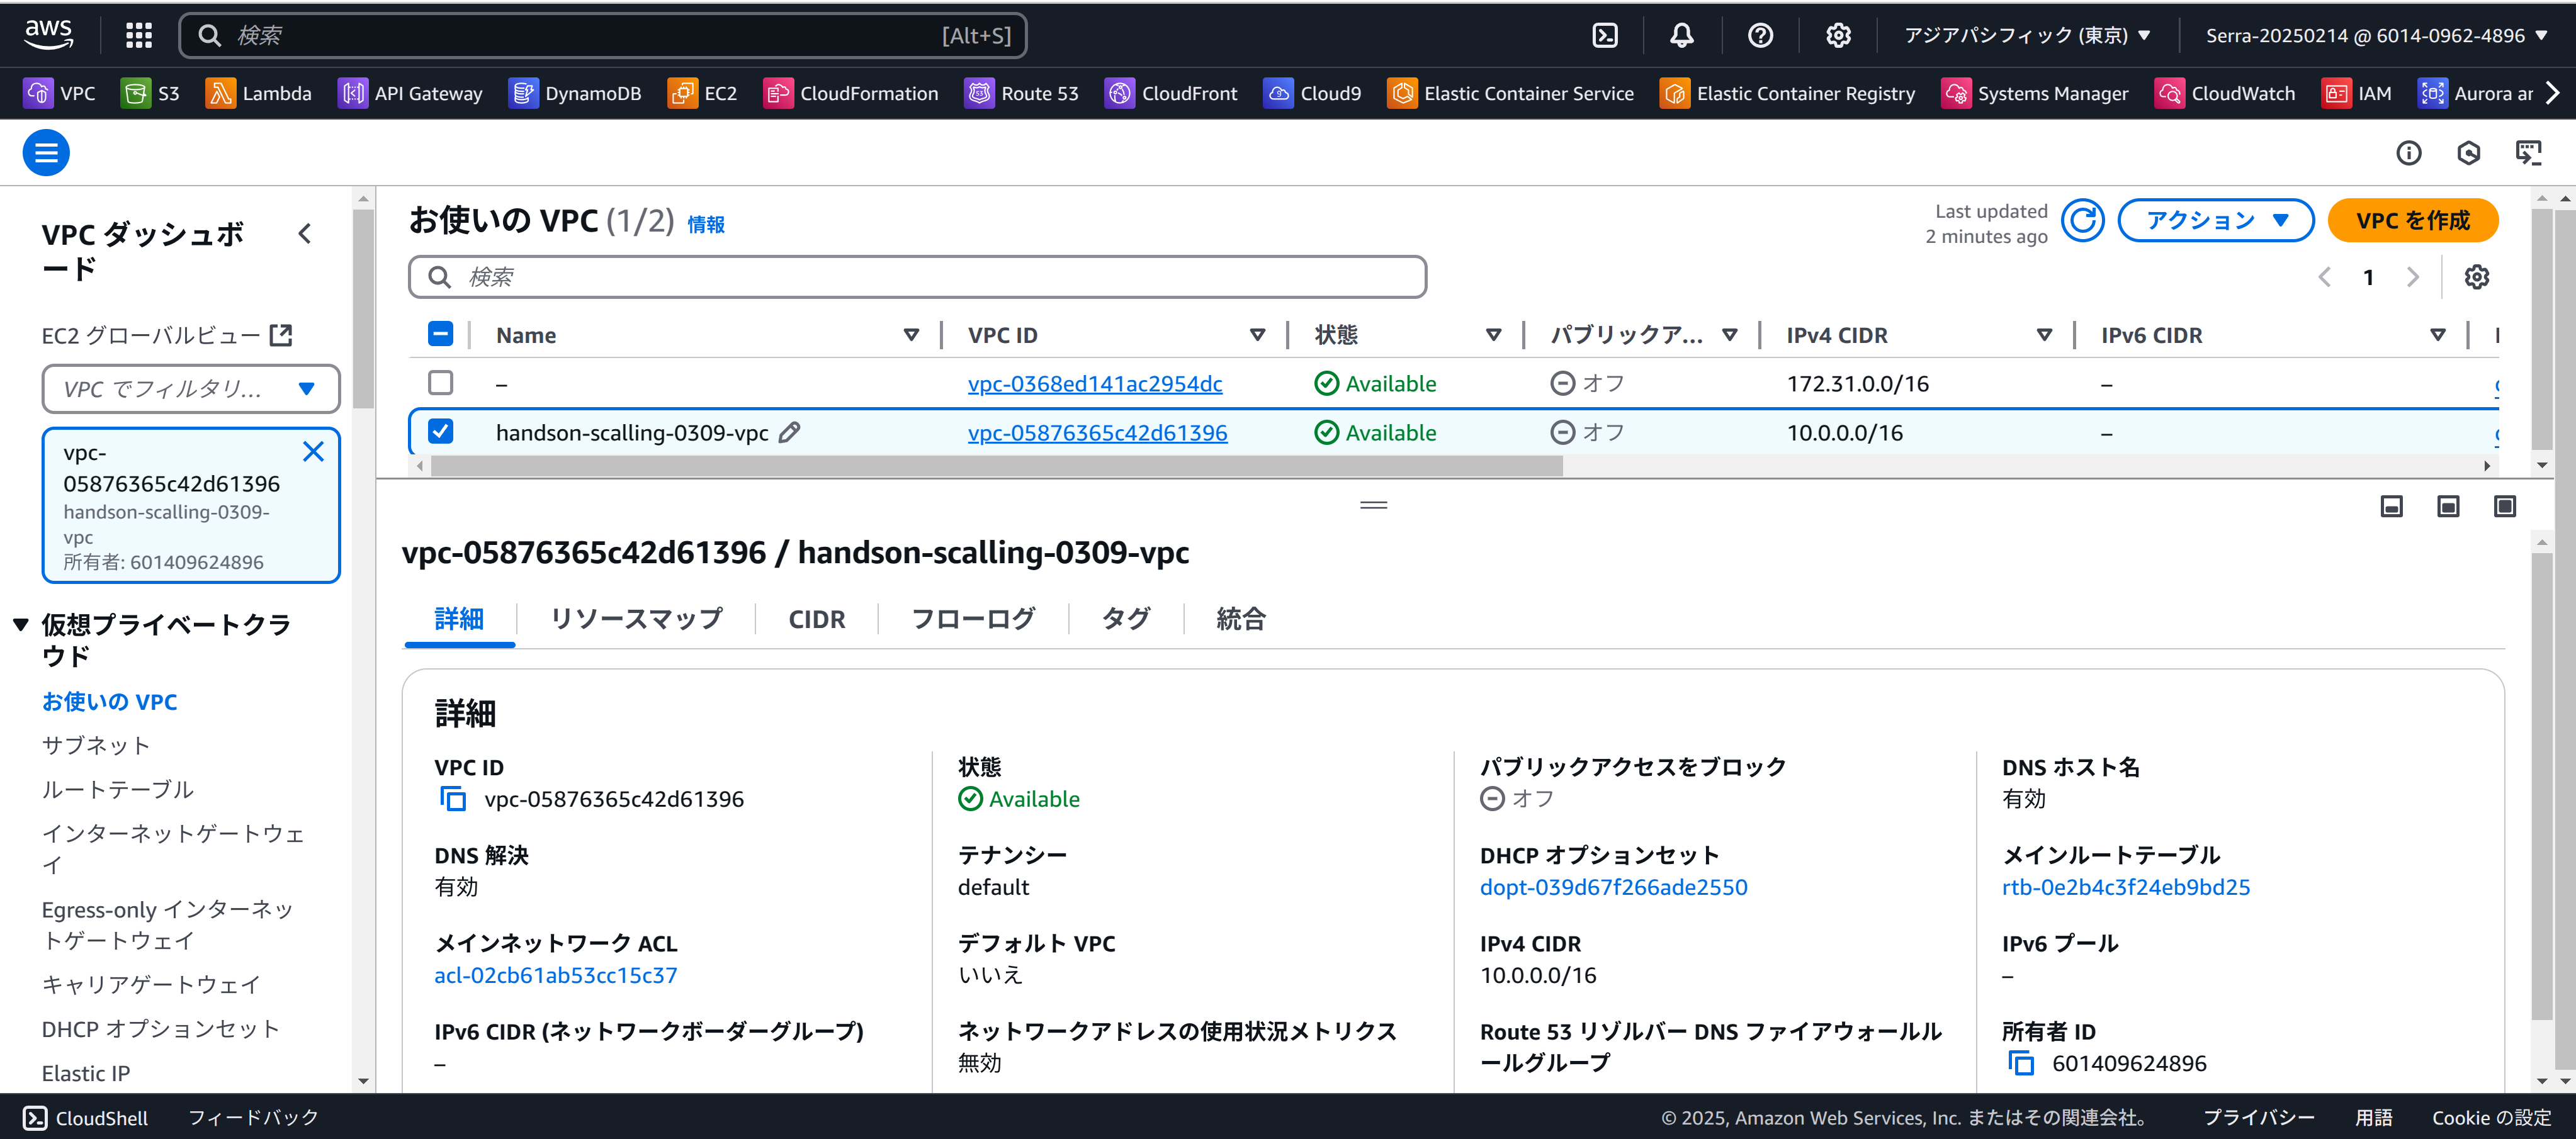 aws
検索 [Alt+S]
アジアパシフィック (東京) Serra-20250214 @ 6014-0962-4896
VPC S3 Lambda API Gateway DynamoDB EC2 CloudFormation Route 53 CloudFront Cloud9 Elastic Container Service Elastic Container Registry Systems Manager CloudWatch IAM Aurora ar
VPC ダッシュボ
ード
EC2 グローバルビュー
VPC でフィルタリ...
vpc-
05876365c42d61396
handson-scalling-0309-
vpc
所有者: 601409624896
仮想プライベートクラ
ウド
お使いの VPC
サブネット
ルートテーブル
インターネットゲートウェ
イ
Egress-only インターネッ
トゲートウェイ
キャリアゲートウェイ
DHCP オプションセット
Elastic IP
お使いの VPC (1/2) 情報
Last updated
2 minutes ago
アクション
VPC を作成
検索
1
Name VPC ID 状態 パブリックア... IPv4 CIDR IPv6 CIDR
– vpc-0368ed141ac2954dc Available オフ 172.31.0.0/16 –
handson-scalling-0309-vpc vpc-05876365c42d61396 Available オフ 10.0.0.0/16 –
vpc-05876365c42d61396 / handson-scalling-0309-vpc
詳細 リソースマップ CIDR フローログ タグ 統合
詳細
VPC ID
vpc-05876365c42d61396
状態
Available
パブリックアクセスをブロック
オフ
DNS ホスト名
有効
DNS 解決
有効
テナンシー
default
DHCP オプションセット
dopt-039d67f266ade2550
メインルートテーブル
rtb-0e2b4c3f24eb9bd25
メインネットワーク ACL
acl-02cb61ab53cc15c37
デフォルト VPC
いいえ
IPv4 CIDR
10.0.0.0/16
IPv6 プール
–
IPv6 CIDR (ネットワークボーダーグループ)
–
ネットワークアドレスの使用状況メトリクス
無効
Route 53 リゾルバー DNS ファイアウォールル
ールグループ
所有者 ID
601409624896
CloudShell フィードバック
© 2025, Amazon Web Services, Inc. またはその関連会社。 プライバシー 用語 Cookie の設定